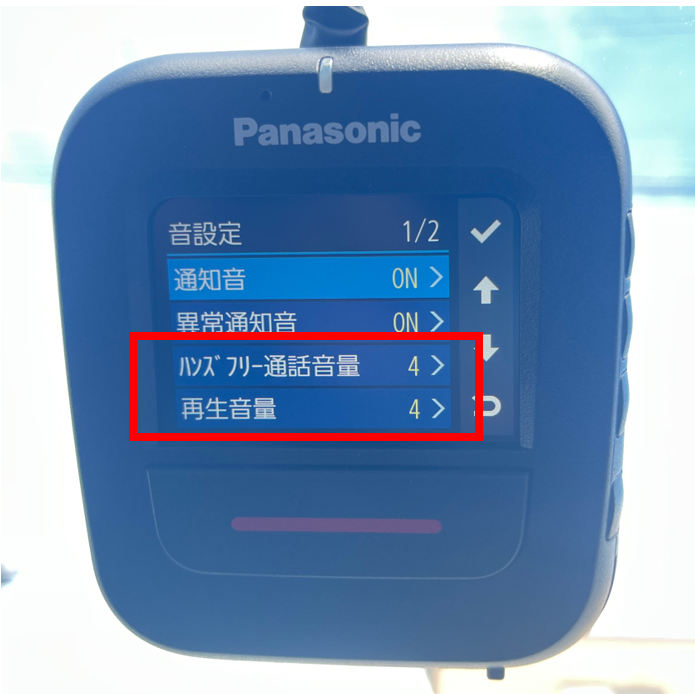 Panasonic
音設定 1/2
通知音 ON >
異常通知音 ON >
ﾊﾝｽﾞﾌﾘｰ通話音量 4 >
再生音量 4 >